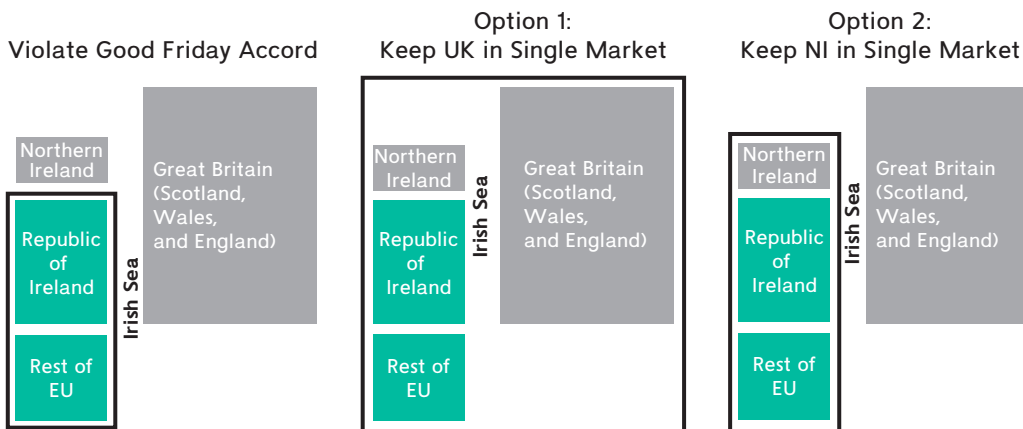 Violate Good Friday Accord
Northern
Ireland
Republic
of
Ireland
Rest of
EU
Irish Sea
Great Britain
(Scotland,
Wales,
and England)
Option 1:
Keep UK in Single Market
Northern
Ireland
Republic
of
Ireland
Rest of
EU
Irish Sea
Great Britain
(Scotland,
Wales,
and England)
Option 2:
Keep NI in Single Market
Northern
Ireland
Republic
of
Ireland
Rest of
EU
Irish Sea
Great Britain
(Scotland,
Wales,
and England)